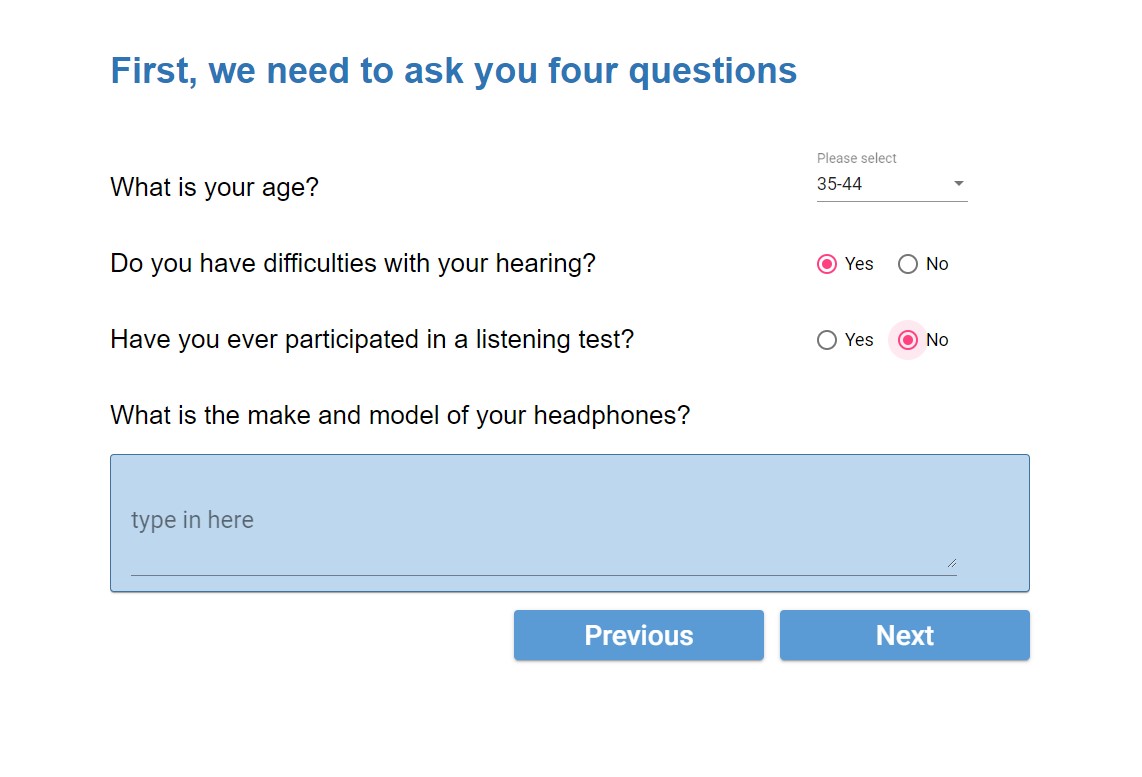 First, we need to ask you four questions
Please select
What is your age?
35-44
Do you have difficulties with your hearing?
Yes
No
Have you ever participated in a listening test?
Yes
No
What is the make and model of your headphones?
type in here
Previous
Next